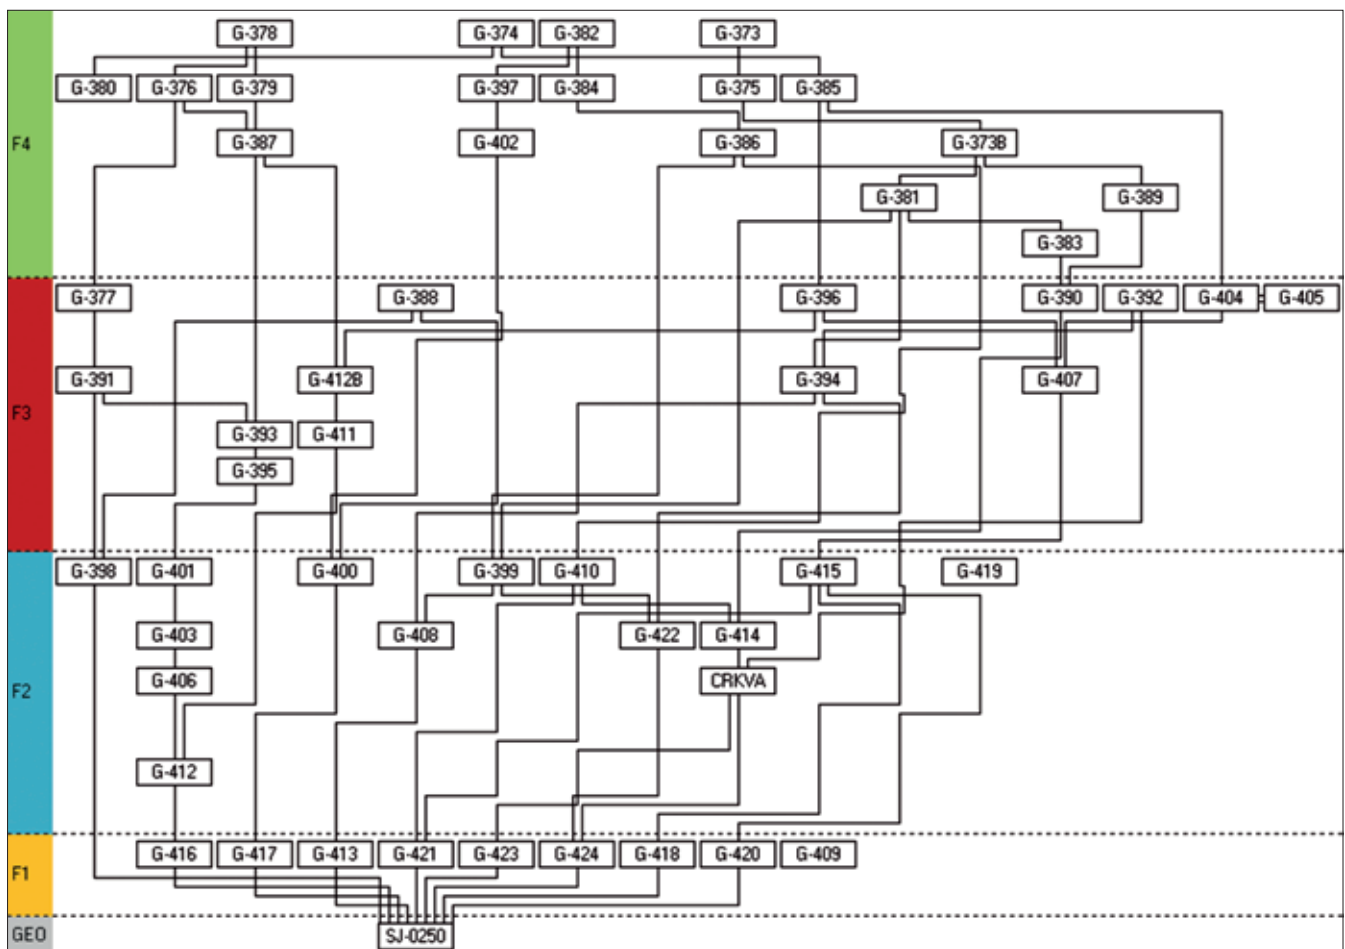 G-378 G-374 G-382 G-373
G-380 G-376 G-379 G-397 G-384 G-375 G-385
F4 G-387 G-402 G-386 G-373B
G-381 G-389
G-383
G-377 G-388 G-396 G-390 G-392 G-404 G-405
G-391 G-412B G-394 G-407
F3 G-393 G-411
G-395
G-398 G-401 G-400 G-399 G-410 G-415 G-419
G-403 G-408 G-422 G-414
F2 G-406 CRKVA
G-412
G-416 G-417 G-413 G-421 G-423 G-424 G-418 G-420 G-409
F1
GEO SJ-0250